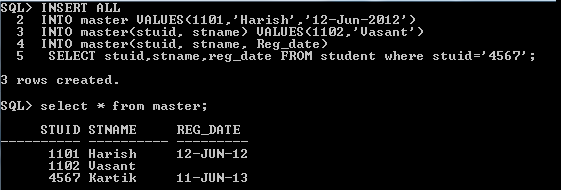 SQL> INSERT ALL
2 INTO master VALUES(1101,'Harish','12-Jun-2012')
3 INTO master(stuid, stname) VALUES(1102,'Vasant')
4 INTO master(stuid, stname, Reg_date)
5 SELECT stuid,stname,reg_date FROM student where stuid='4567';
3 rows created.
SQL> select * from master;
STUID STNAME REG_DATE
---------- ---------- ---------
1101 Harish 12-JUN-12
1102 Vasant
4567 Kartik 11-JUN-13